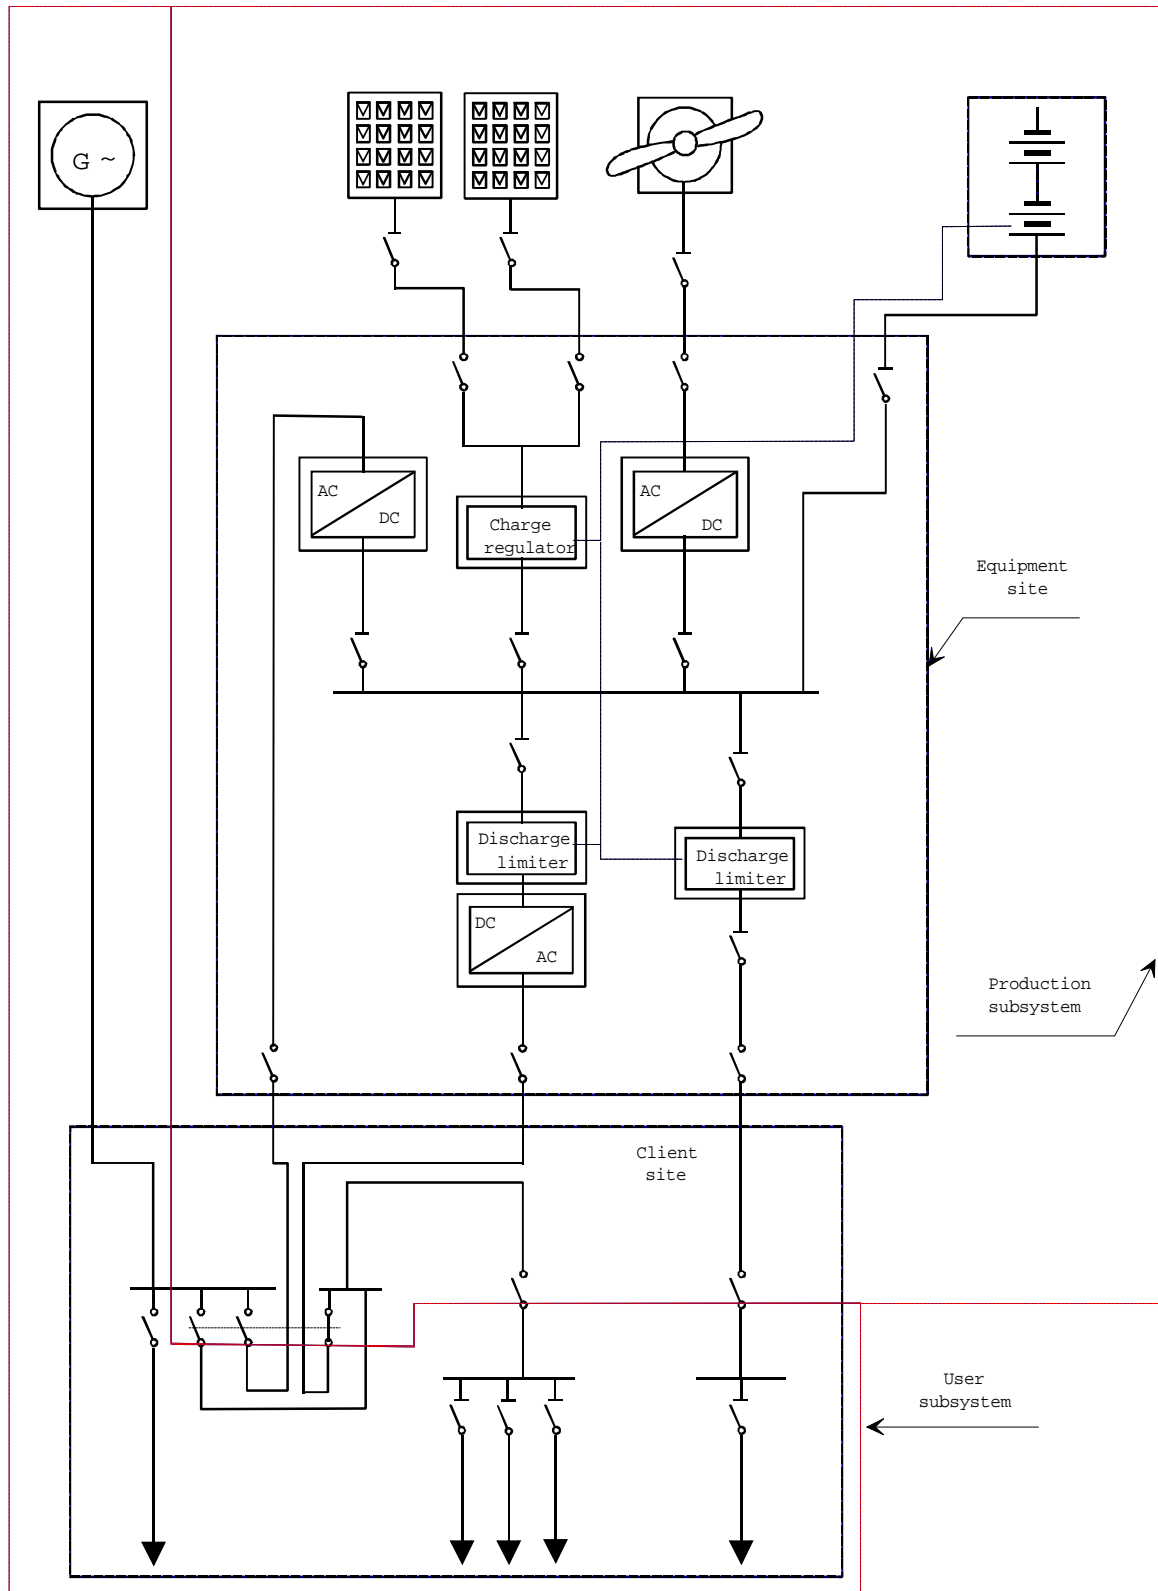 G ~
AC
DC
Charge
regulator
AC
DC
Equipment
site
Discharge
limiter
Discharge
limiter
DC
AC
Production
subsystem
Client
site
User
subsystem